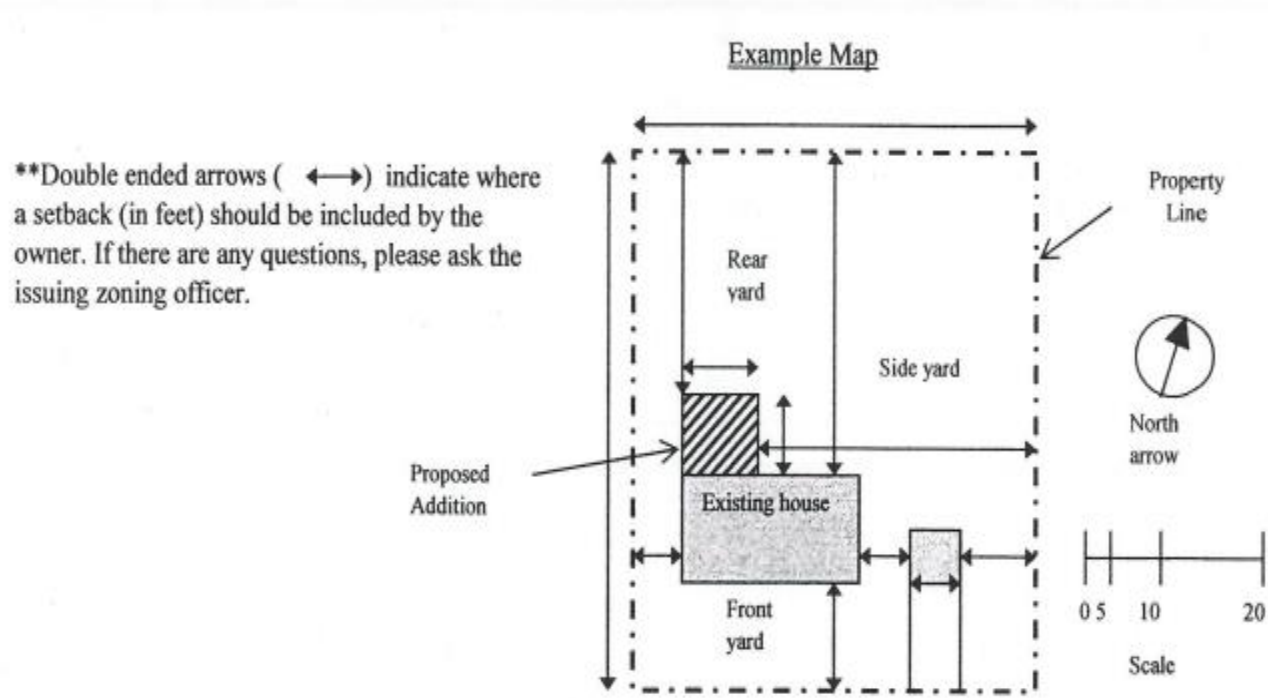 Example Map
**Double ended arrows ( ⟷) indicate where
a setback (in feet) should be included by the
owner. If there are any questions, please ask the
issuing zoning officer.
Property
Line
Rear
yard
Side yard
North
arrow
Proposed
Addition
Existing house
Front
yard
0 5 10 20
Scale